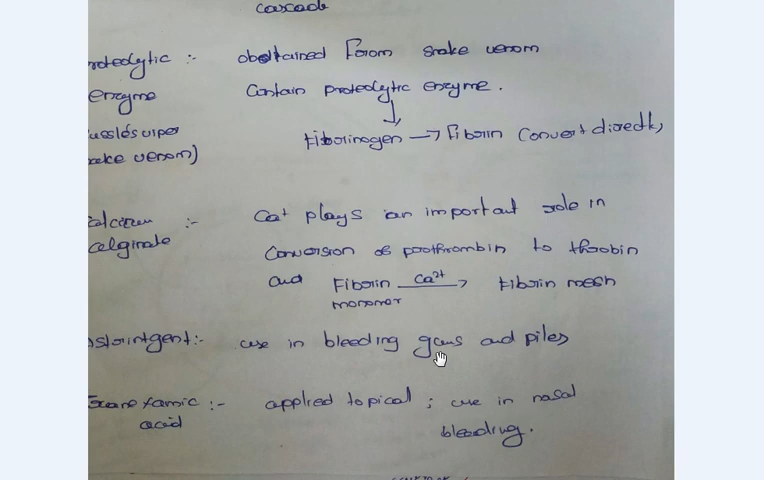 cascade
roteolytic :- obtained from snake venom
enzyme Contain proteolytic enzyme.
ussles viper Fibrinogen → Fibrin Convert directly
ake venom)
alcium :- Ca+ plays an important role in
alginate Conversion of prothrombin to throbin
and Fibrin Ca2+ → fibrin mesh
monomer
stringent:- use in bleeding gums and piles
Tranexamic :- applied topical ; use in nasal
acid bleeding.